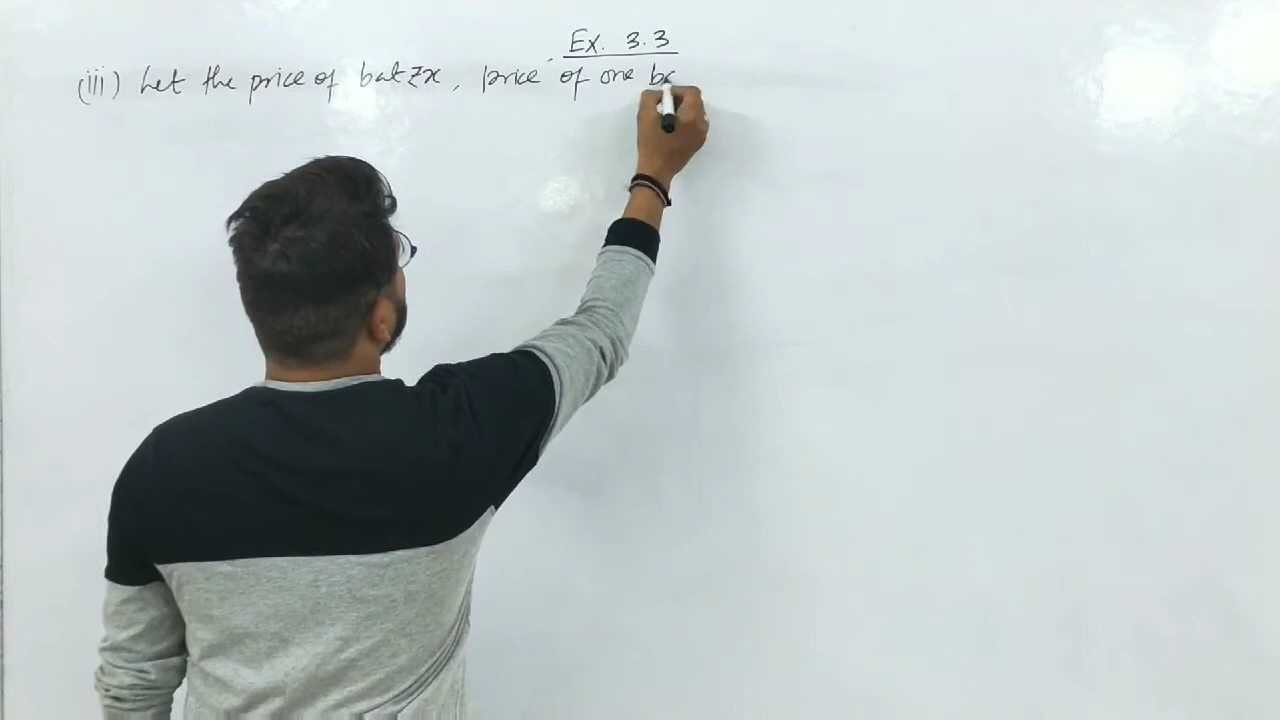 Ex. 3.3
(iii) Let the price of bat ₹x, price of one ba